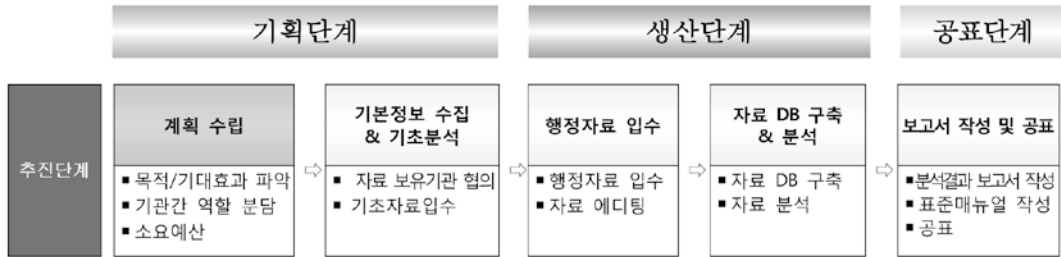 기획단계
생산단계
공표단계
추진단계
계획 수립
■ 목적/기대효과 파악
■ 기관간 역할 분담
■ 소요예산
⇨
기본정보 수집
& 기초분석
■ 자료 보유기관 협의
■ 기초자료입수
⇨
행정자료 입수
■ 행정자료 입수
■ 자료 에디팅
⇨
자료 DB 구축
& 분석
■ 자료 DB 구축
■ 자료 분석
⇨
보고서 작성 및 공표
■ 분석결과 보고서 작성
■ 표준매뉴얼 작성
■ 공표